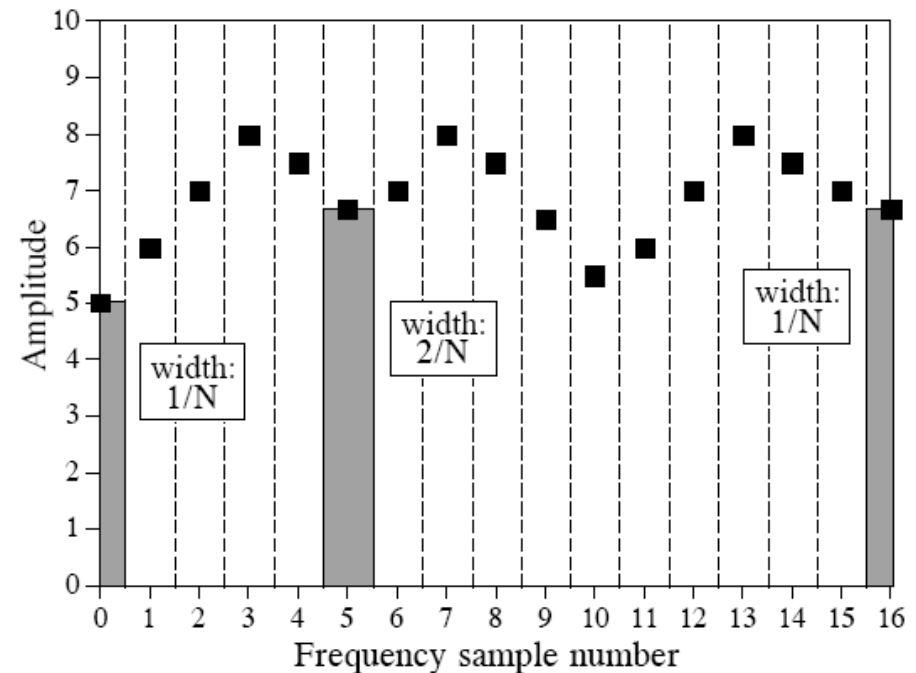 10
9
8
7
6
5
4
3
2
1
0
Amplitude
width:
1/N
width:
2/N
width:
1/N
0 1 2 3 4 5 6 7 8 9 10 11 12 13 14 15 16
Frequency sample number